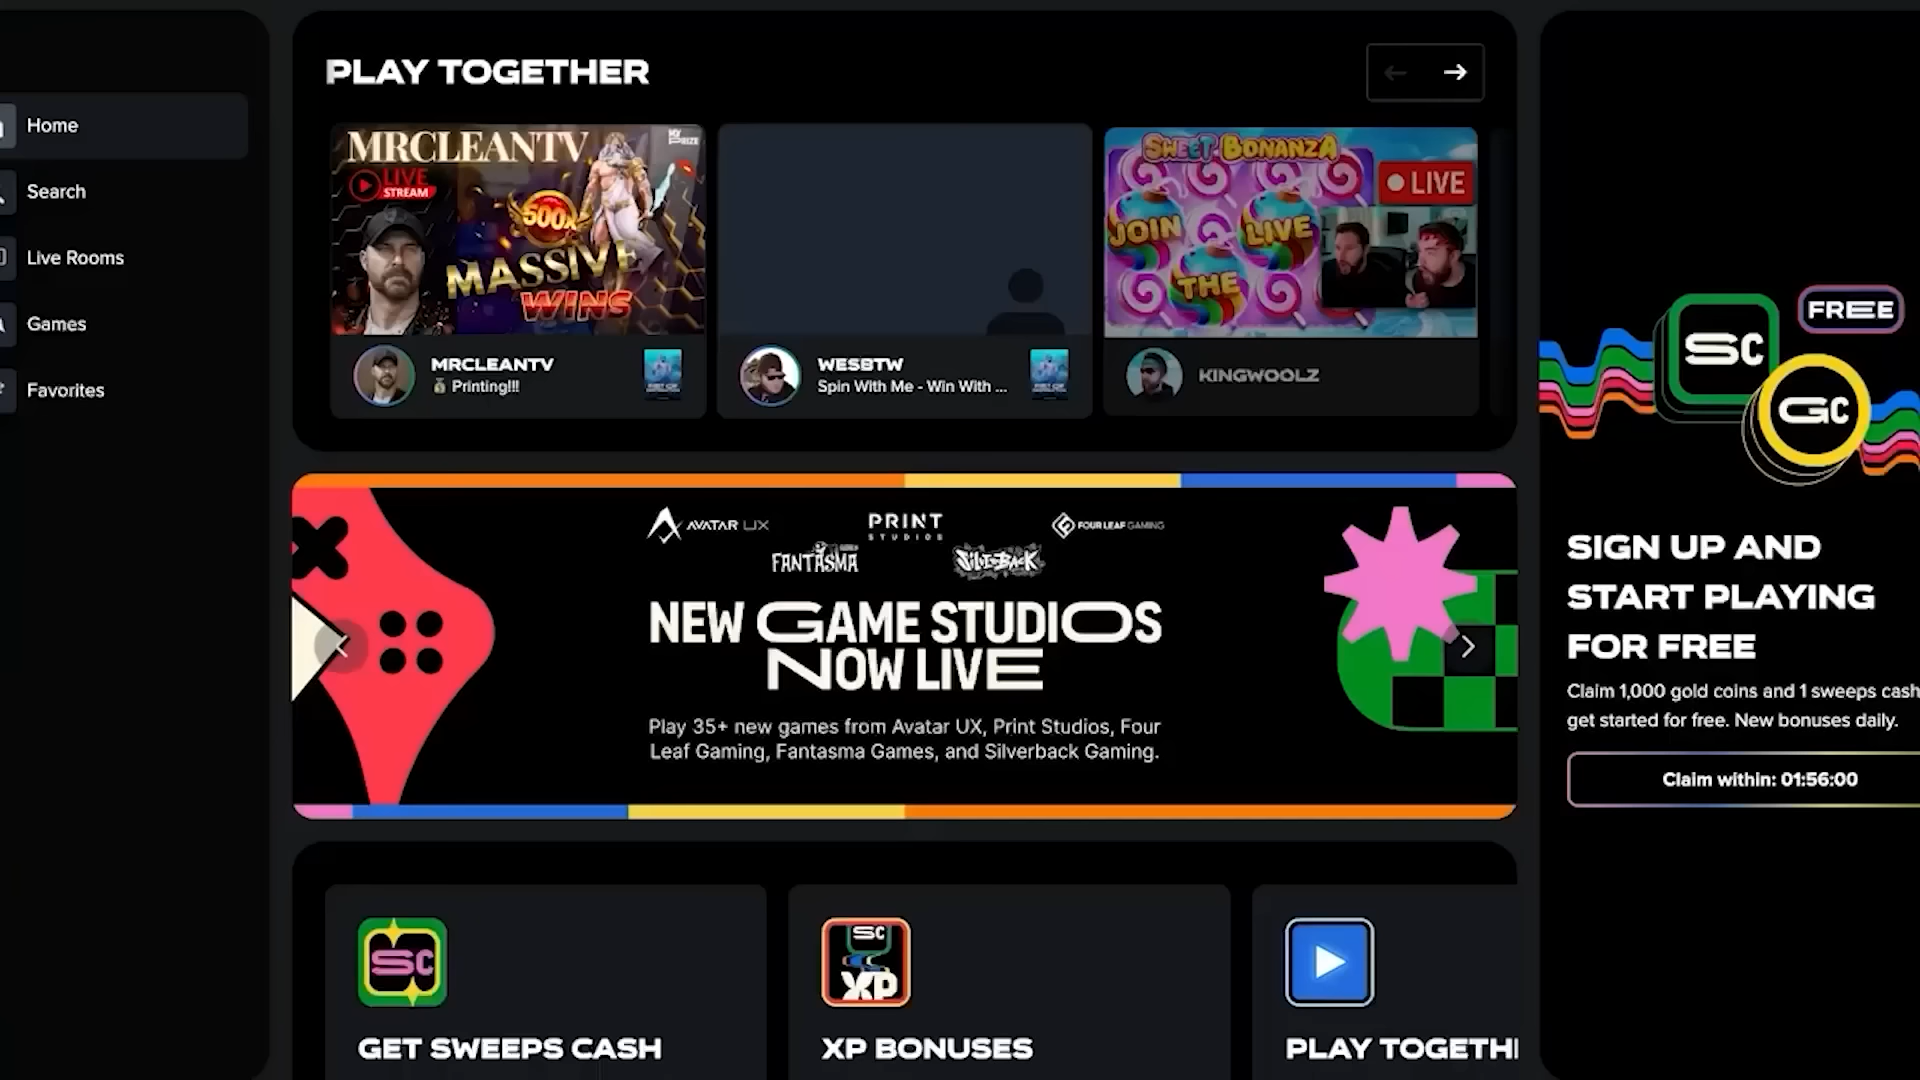 Home
Search
Live Rooms
Games
Favorites
PLAY TOGETHER
MRCLEANTV
MY PRIZE
LIVE
STREAM
500X
MASSIVE
WINS
MRCLEANTV
Printing!!!
WESBTW
Spin With Me - Win With ...
SWEET BONANZA
LIVE
JOIN
LIVE
THE
KINGWOOLZ
AVATAR UX
PRINT
STUDIOS
FOUR LEAF GAMING
FANTASMA
SILVERBACK
NEW GAME STUDIOS
NOW LIVE
Play 35+ new games from Avatar UX, Print Studios, Four
Leaf Gaming, Fantasma Games, and Silverback Gaming.
SC
GET SWEEPS CASH
SC
XP
XP BONUSES
PLAY TOGETH
FREE
SC
GC
SIGN UP AND
START PLAYING
FOR FREE
Claim 1,000 gold coins and 1 sweeps cash
get started for free. New bonuses daily.
Claim within: 01:56:00